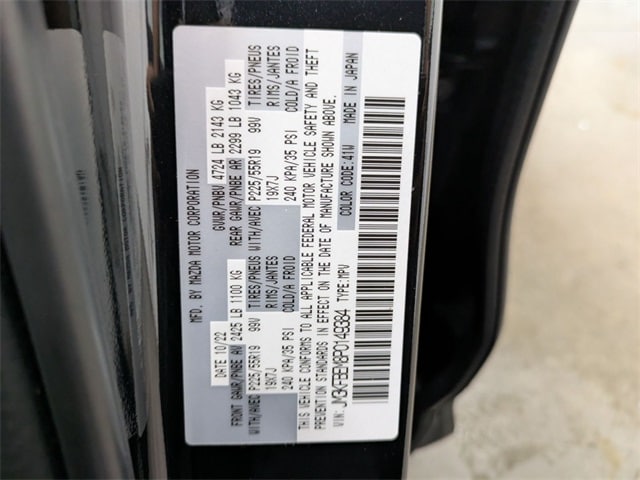 MFD. BY MAZDA MOTOR CORPORATION
DATE 10/22 GVWR/PNBV 4724 LB 2143 KG
FRONT GAWR/PNBE AV 2425 LB 1100 KG REAR GAWR/PNBE AR 2299 LB 1043 KG
WITH/AVEC P225/55R19 99V TIRES/PNEUS WITH/AVEC P225/55R19 99V TIRES/PNEUS
19X7J RIMS/JANTES 19X7J RIMS/JANTES
240 KPA/35 PSI COLD/A FROID 240 KPA/35 PSI COLD/A FROID
THIS VEHICLE CONFORMS TO ALL APPLICABLE FEDERAL MOTOR VEHICLE SAFETY AND THEFT
PREVENTION STANDARDS IN EFFECT ON THE DATE OF MANUFACTURE SHOWN ABOVE.
VIN: JM3KFBEM8P0149384 TYPE: MPV COLOR CODE:41W MADE IN JAPAN